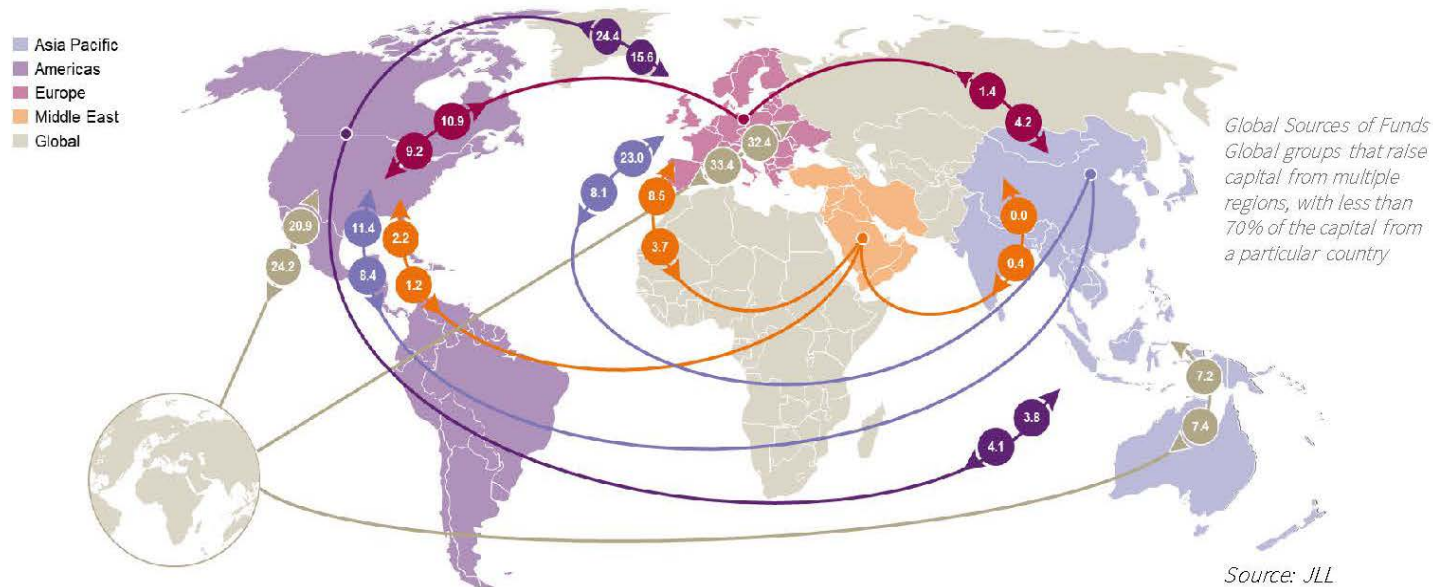 Asia Pacific
Americas
Europe
Middle East
Global
24.4
15.6
10.9
9.2
1.4
4.2
32.4
33.4
23.0
8.1
8.5
3.7
20.9
24.2
11.4
8.4
2.2
1.2
0.0
0.4
7.2
7.4
3.8
4.1
Global Sources of Funds
Global groups that raise
capital from multiple
regions, with less than
70% of the capital from
a particular country
Source: JLL